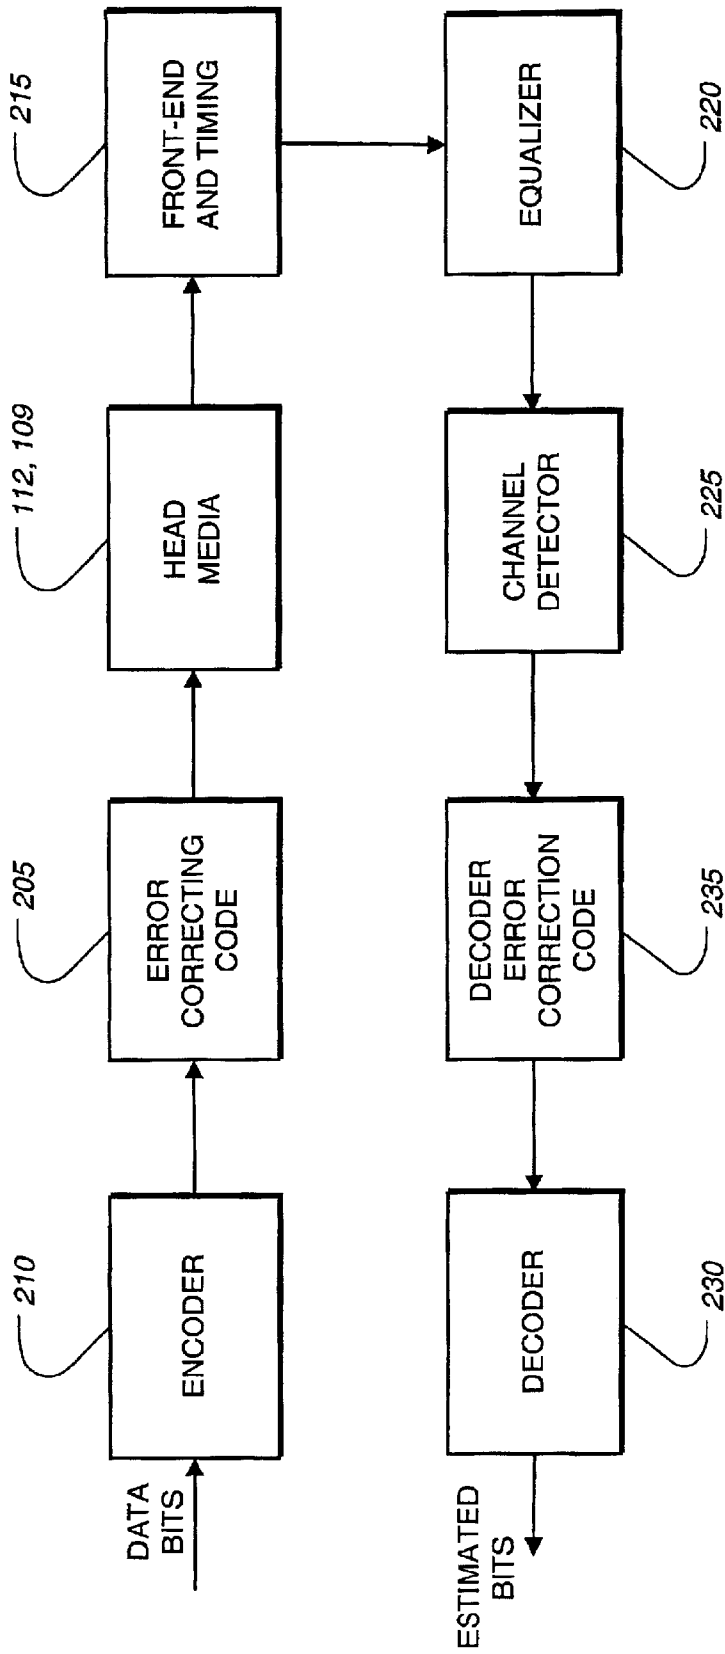 210
205
112, 109
215
DATA
BITS
ENCODER
ERROR
CORRECTING
CODE
HEAD
MEDIA
FRONT-END
AND TIMING
ESTIMATED
BITS
DECODER
DECODER
ERROR
CORRECTION
CODE
CHANNEL
DETECTOR
EQUALIZER
230
235
225
220